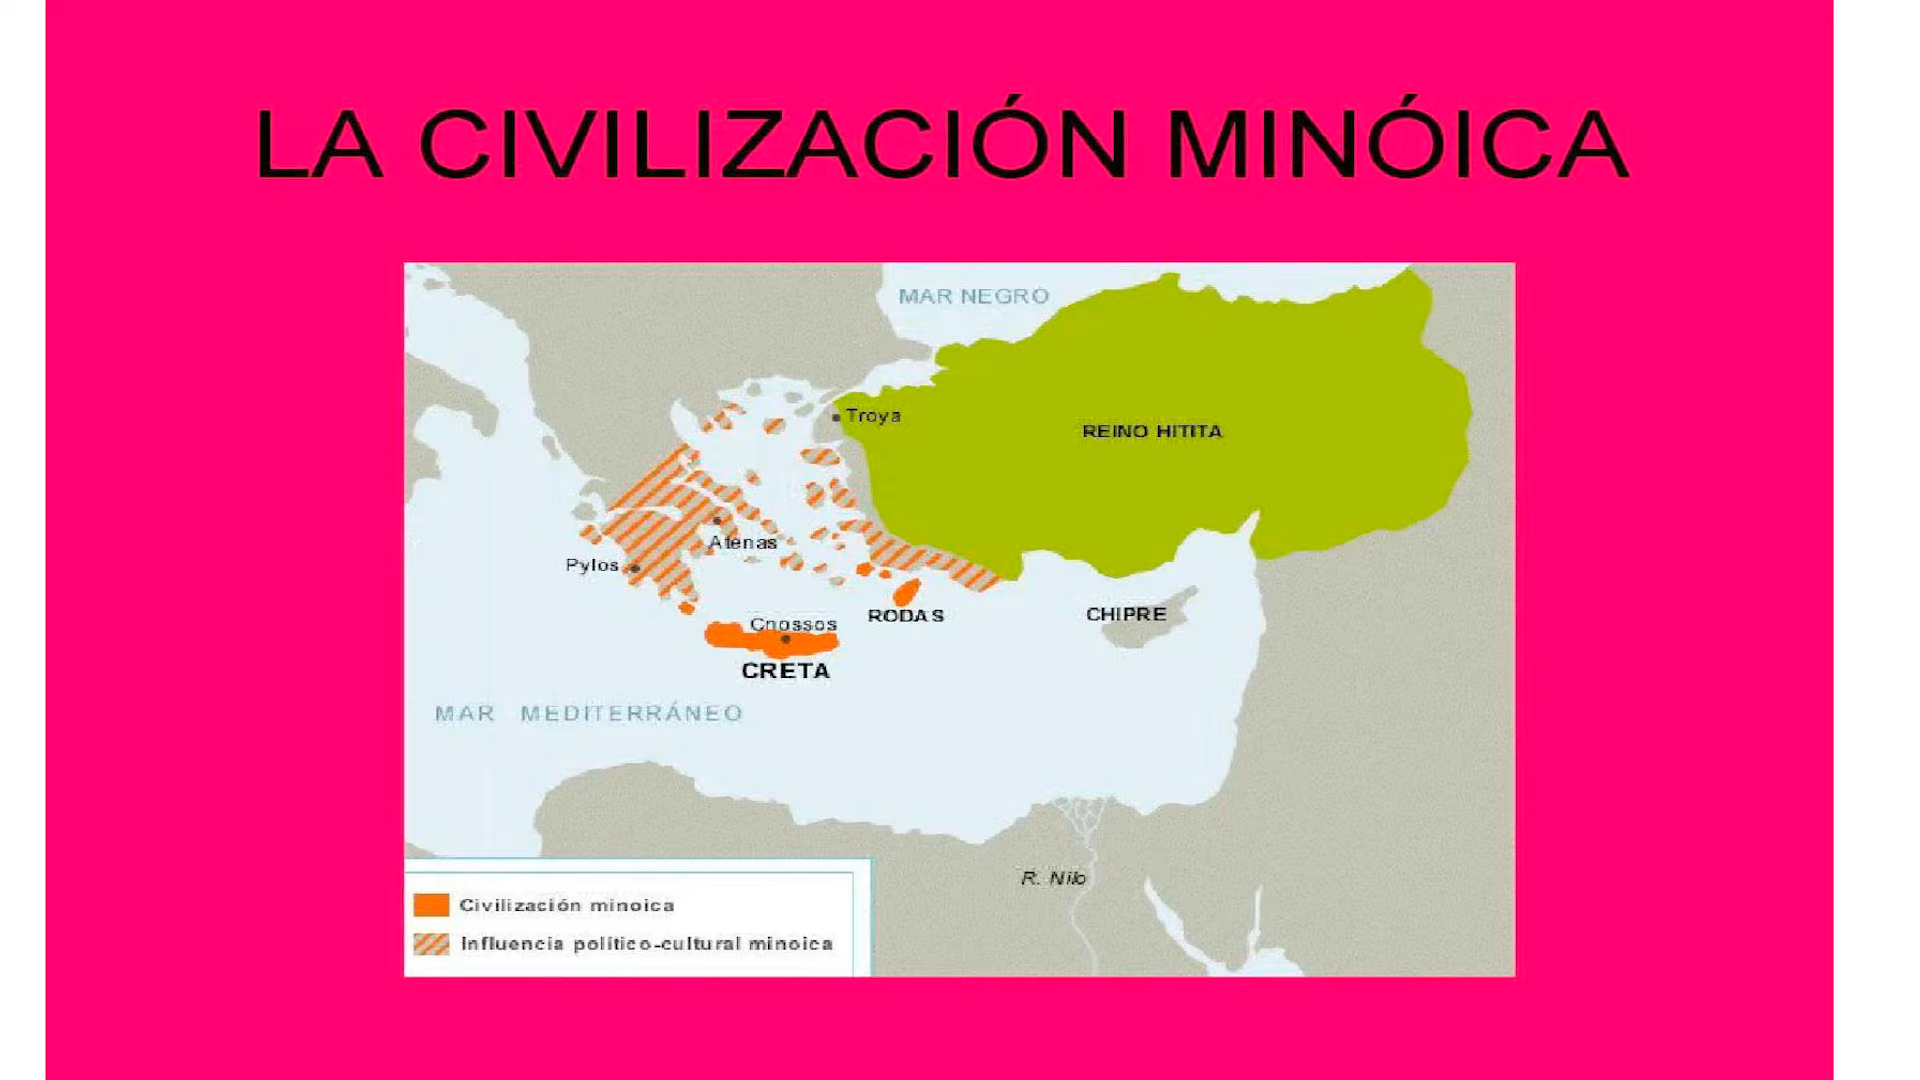 LA CIVILIZACIÓN MINÓICA
MAR NEGRO
Troya
REINO HITITA
Atenas
Pylos
RODAS
CHIPRE
Cnossos
CRETA
MAR MEDITERRÁNEO
R. Nilo
Civilización minoica
Influencia político-cultural minoica